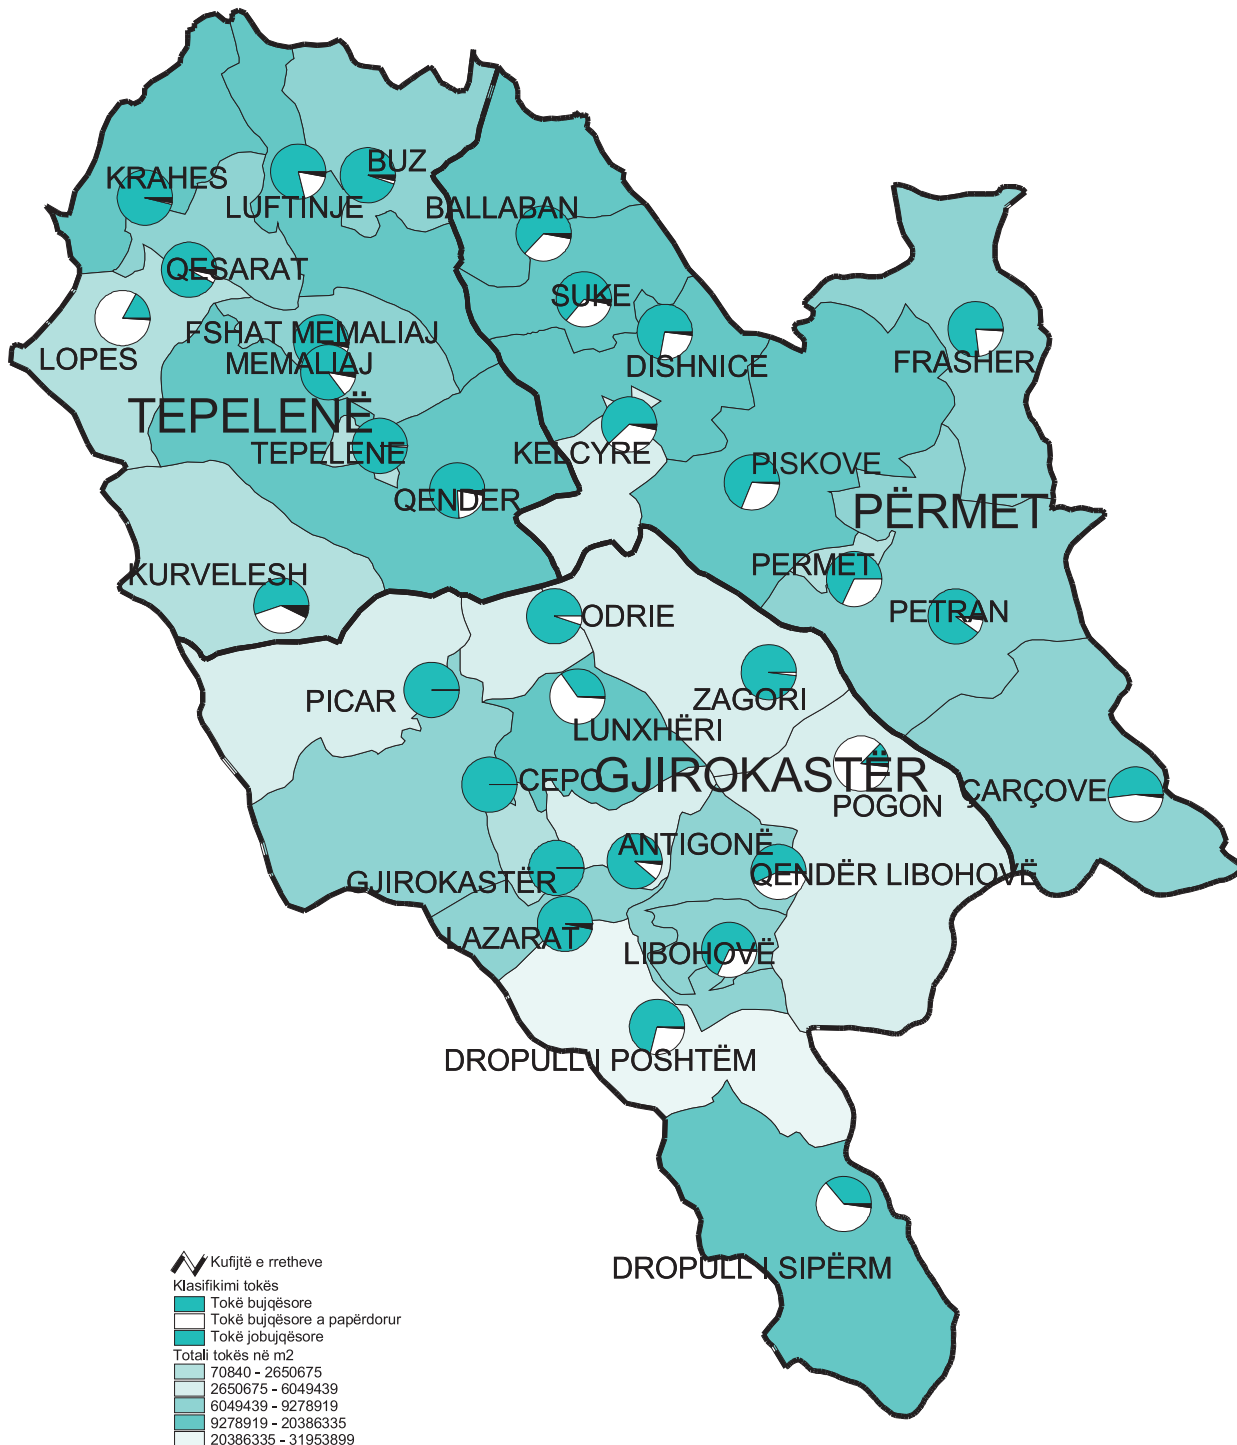 BUZ
KRAHES
LUFTINJE
BALLABAN
QESARAT
SUKE
FSHAT MEMALIAJ
LOPES
MEMALIAJ
DISHNICE
FRASHER
TEPELENË
TEPELENE
KELCYRE
PISKOVE
QENDER
PËRMET
KURVELESH
PERMET
PETRAN
ODRIE
PICAR
ZAGORI
LUNXHËRI
CEPO
GJIROKASTËR
POGON
ÇARÇOVE
ANTIGONË
GJIROKASTËR
QENDËR LIBOHOVË
LAZARAT
LIBOHOVË
DROPULL I POSHTËM
DROPULL I SIPËRM
Kufijtë e rretheve
Klasifikimi tokës
Tokë bujqësore
Tokë bujqësore a papërdorur
Tokë jobujqësore
Totali tokës në m2
70840 - 2650675
2650675 - 6049439
6049439 - 9278919
9278919 - 20386335
20386335 - 31953899